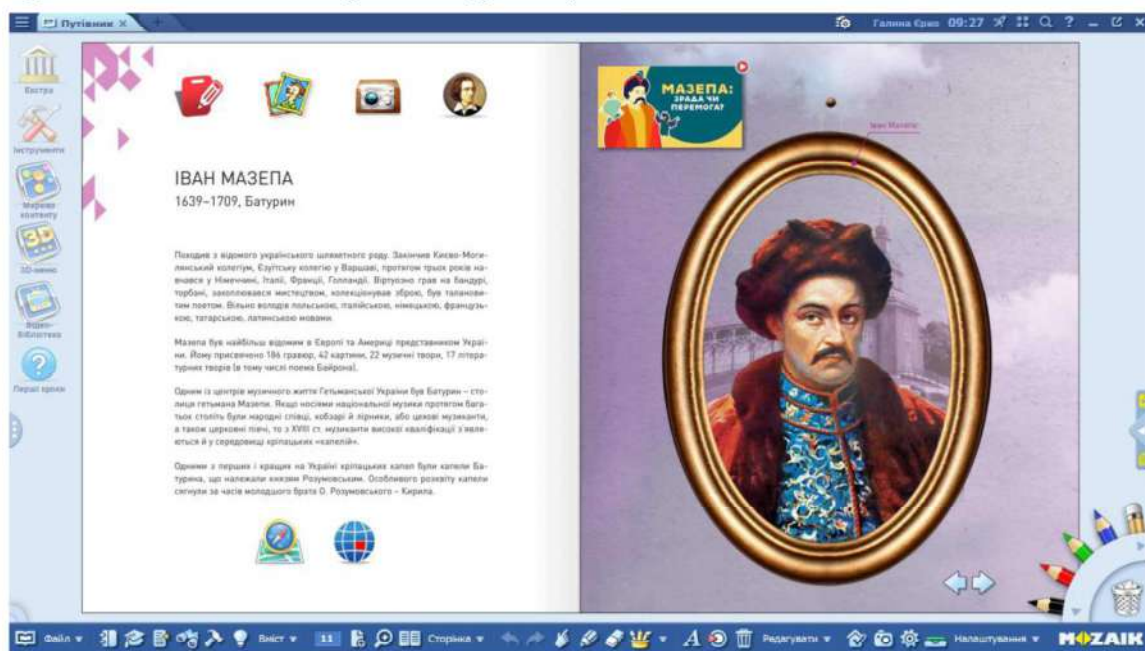 Путівник
Галина Єрко 09:27
Екстра
Інструменти
Мережа
контенту
3D-меню
Відео-
бібліотека
Перші кроки
ІВАН МАЗЕПА
1639–1709, Батурин
Походив з відомого українського шляхетного роду. Закінчив Києво-Моги-
лянський колегіум, Єзуїтську колегію у Варшаві, протягом трьох років на-
вчався у Німеччині, Італії, Франції, Голландії. Віртуозно грав на бандурі,
торбані, захоплювався мистецтвом, колекціонував зброю, був талонови-
тим поетом. Вільно володів польською, італійською, німецькою, французь-
кою, татарською, латинською мовами.
Мазепа був найбільш відомим в Європі та Америці представником Украї-
ни. Йому присвячено 186 гравюр, 42 картини, 22 музичні твори, 17 літера-
турних творів (в тому числі поема Байрона).
Одним із центрів музичного життя Гетьманської України був Батурин – сто-
лиця гетьмана Мазепи. Якщо носіями національної музики протягом бага-
тьох століть були народні співці, кобзарі й лірники, або цехові музиканти,
а також церковні півчі, то з XVIII ст. музиканти високої кваліфікації з'явля-
ються й у середовищі кріпацьких «капелій».
Одними з перших і кращих на Україні кріпацьких капел були капели Ба-
турина, що належали князям Розумовським. Особливого розквіту капели
сягнули за часів молодшого брата О. Розумовського – Кирила.
МАЗЕПА:
ЗРАДА ЧИ
ПЕРЕМОГА?
Іван Мазепа
Файл
Вміст
11
Сторінка
Редагувати
Налаштування
MOZAIK